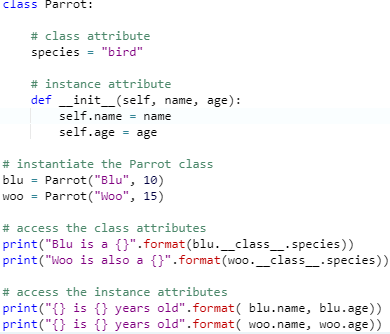 class Parrot:
    # class attribute
    species = "bird"
    # instance attribute
    def __init__(self, name, age):
        self.name = name
        self.age = age
# instantiate the Parrot class
blu = Parrot("Blu", 10)
woo = Parrot("Woo", 15)
# access the class attributes
print("Blu is a {}".format(blu.__class__.species))
print("Woo is also a {}".format(woo.__class__.species))
# access the instance attributes
print("{} is {} years old".format( blu.name, blu.age))
print("{} is {} years old".format( woo.name, woo.age))